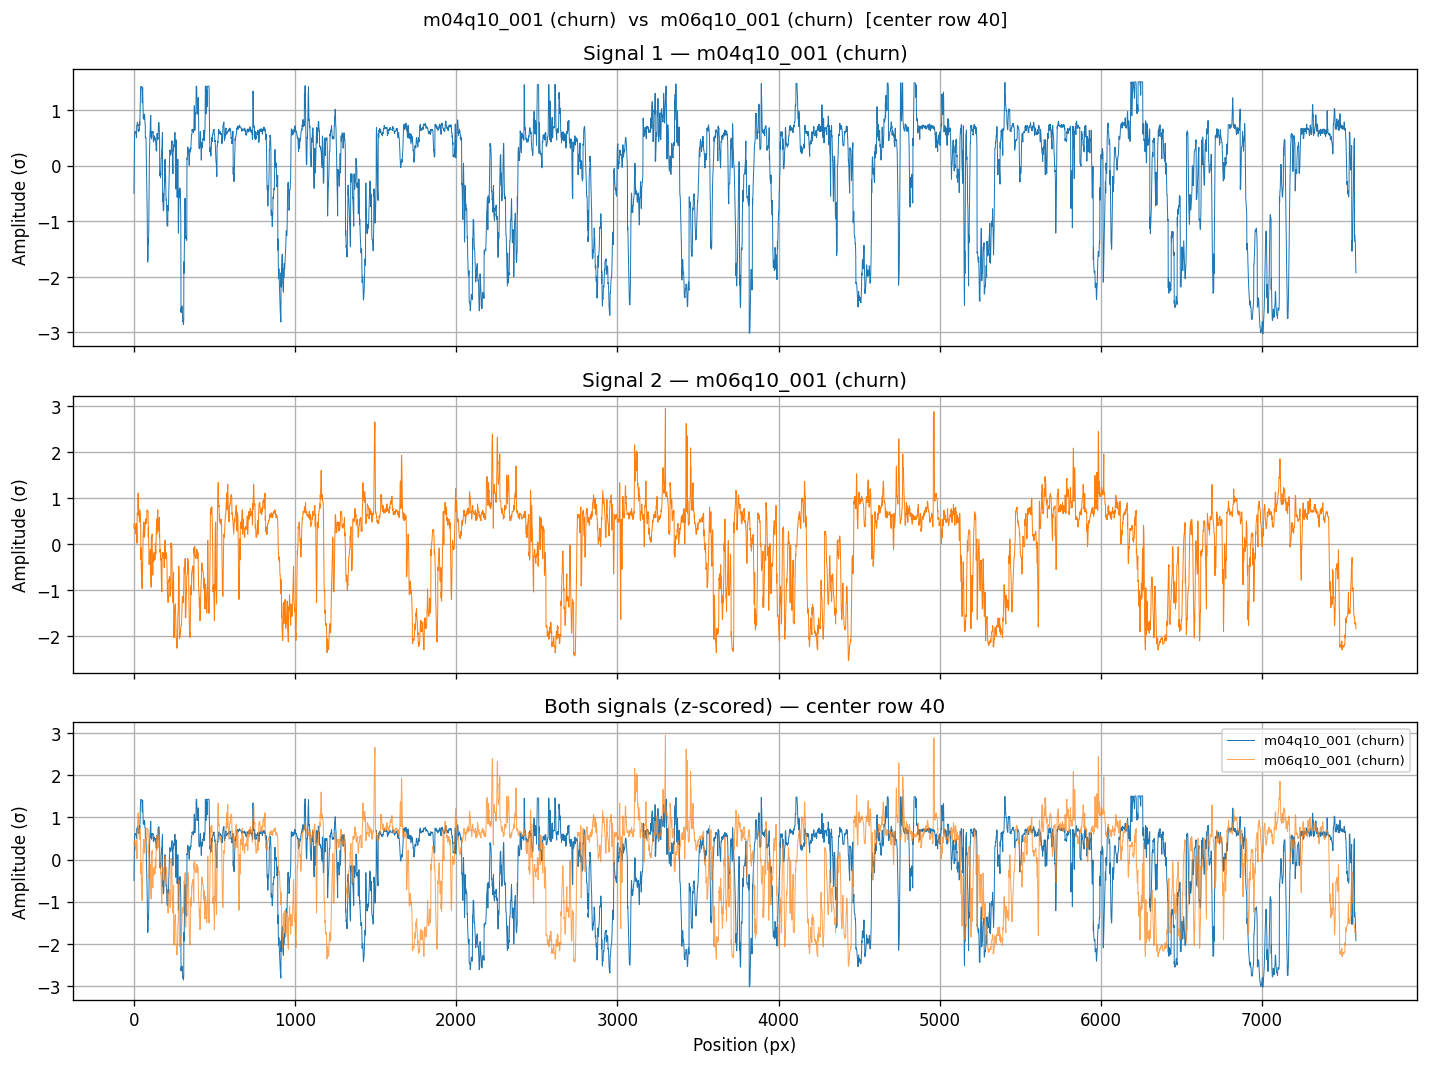 m04q10_001 (churn)  vs  m06q10_001 (churn)  [center row 40]
Signal 1 — m04q10_001 (churn)
Amplitude (σ)
1
0
−1
−2
−3
Signal 2 — m06q10_001 (churn)
Amplitude (σ)
3
2
1
0
−1
−2
Both signals (z-scored) — center row 40
Amplitude (σ)
3
2
1
0
−1
−2
−3
m04q10_001 (churn)
m06q10_001 (churn)
0 1000 2000 3000 4000 5000 6000 7000
Position (px)